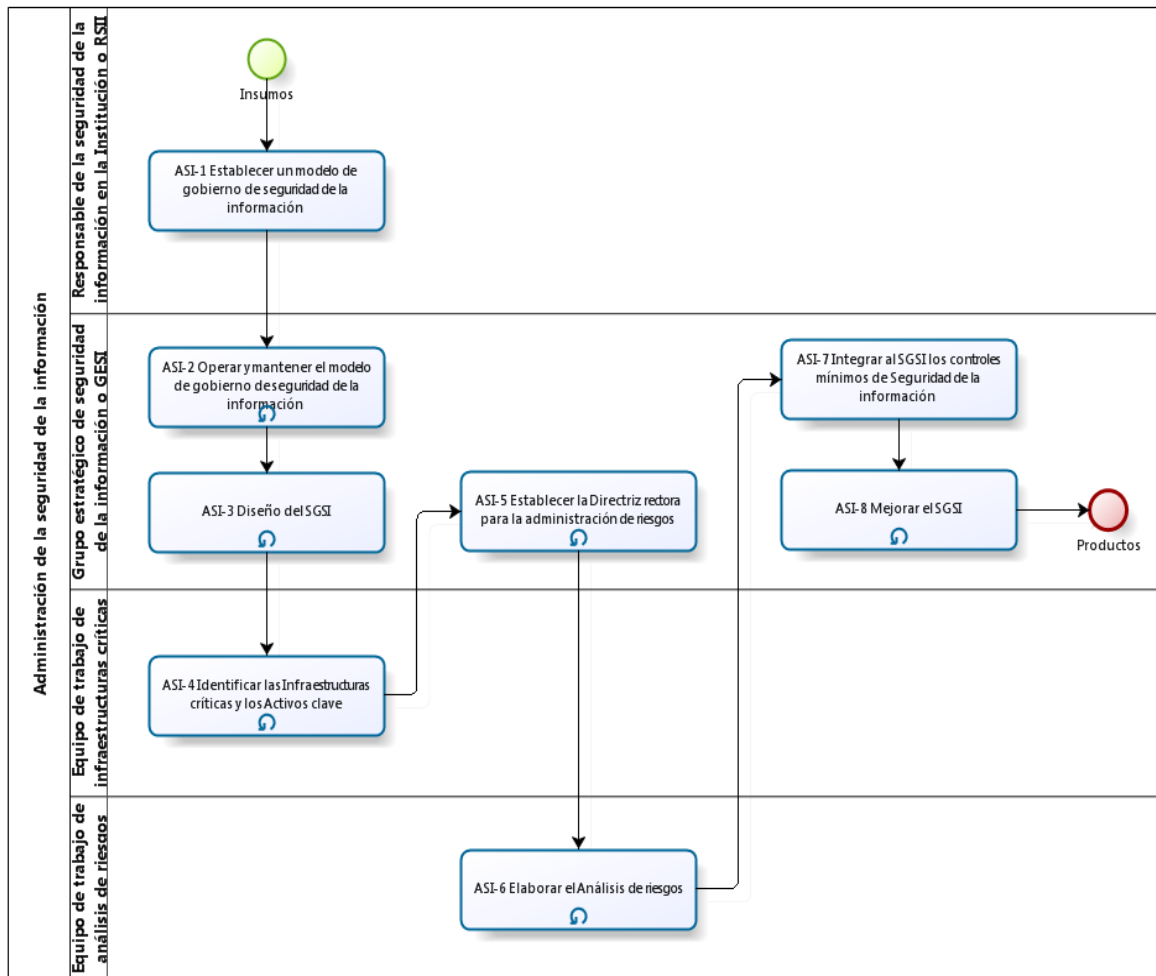 Administración de la seguridad de la información
Responsable de la seguridad de la
información en la Institución o RSII
Insumos
ASI-1 Establecer un modelo de
gobierno de seguridad de la
información
Grupo estratégico de seguridad
de la información o GESI
ASI-2 Operar y mantener el modelo
de gobierno de seguridad de la
información
ASI-3 Diseño del SGSI
ASI-5 Establecer la Directriz rectora
para la administración de riesgos
ASI-7 Integrar al SGSI los controles
mínimos de Seguridad de la
información
ASI-8 Mejorar el SGSI
Productos
Equipo de trabajo de
infraestructuras críticas
ASI-4 Identificar las Infraestructuras
críticas y los Activos clave
Equipo de trabajo de
análisis de riesgos
ASI-6 Elaborar el Análisis de riesgos